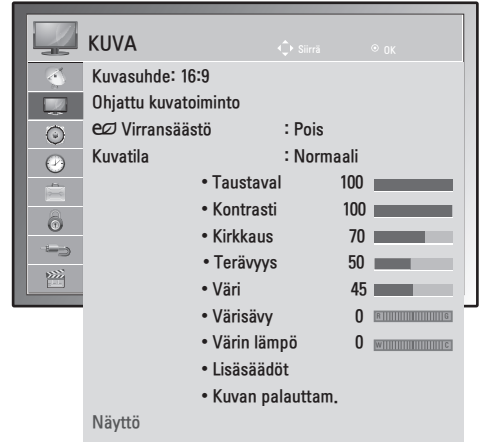 KUVA
Siirrä OK
Kuvasuhde: 16:9
Ohjattu kuvatoiminto
Virransäästö : Pois
Kuvatila : Normaali
• Taustaval 100
• Kontrasti 100
• Kirkkaus 70
• Terävyys 50
• Väri 45
• Värisävy 0 R G
• Värin lämpö 0 W C
• Lisäsäädöt
• Kuvan palauttam.
Näyttö